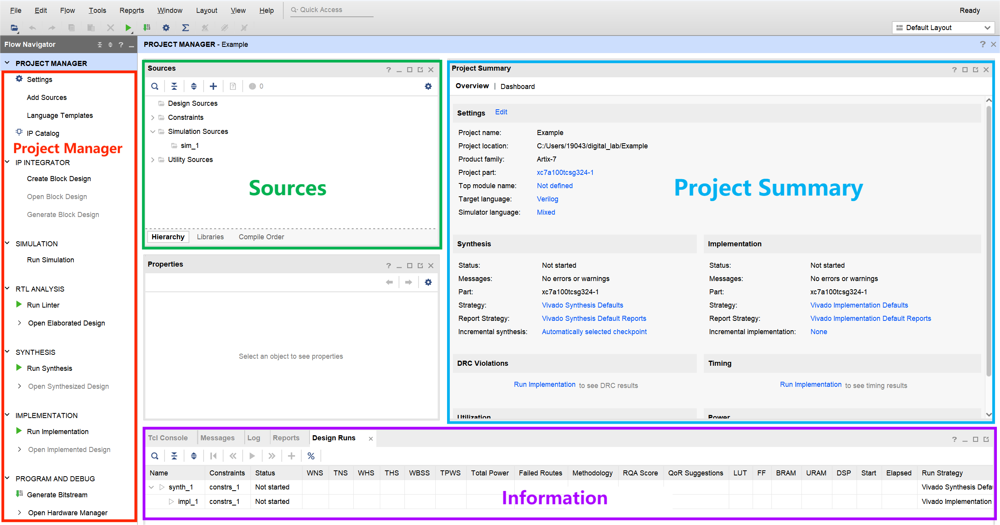 File Edit Flow Tools Reports Window Layout View Help Quick Access Ready
Default Layout
Flow Navigator ? PROJECT MANAGER - Example ?
PROJECT MANAGER
Settings
Add Sources
Language Templates
IP Catalog
Project Manager
IP INTEGRATOR
Create Block Design
Open Block Design
Generate Block Design
SIMULATION
Run Simulation
RTL ANALYSIS
Run Linter
Open Elaborated Design
SYNTHESIS
Run Synthesis
Open Synthesized Design
IMPLEMENTATION
Run Implementation
Open Implemented Design
PROGRAM AND DEBUG
Generate Bitstream
Open Hardware Manager
Sources ?
0
Design Sources
Constraints
Simulation Sources
sim_1
Utility Sources
Sources
Hierarchy Libraries Compile Order
Properties ?
Select an object to see properties
Project Summary ?
Overview | Dashboard
Settings Edit
Project name: Example
Project location: C:/Users/19043/digital_lab/Example
Product family: Artix-7
Project part: xc7a100tcsg324-1
Top module name: Not defined
Target language: Verilog
Simulator language: Mixed
Project Summary
Synthesis
Status: Not started
Messages: No errors or warnings
Part: xc7a100tcsg324-1
Strategy: Vivado Synthesis Defaults
Report Strategy: Vivado Synthesis Default Reports
Incremental synthesis: Automatically selected checkpoint
Implementation
Status: Not started
Messages: No errors or warnings
Part: xc7a100tcsg324-1
Strategy: Vivado Implementation Defaults
Report Strategy: Vivado Implementation Default Reports
Incremental implementation: None
DRC Violations
Run Implementation to see DRC results
Timing
Run Implementation to see timing results
Utilization Power
Tcl Console Messages Log Reports Design Runs ?
%
Name Constraints Status WNS TNS WHS THS WBSS TPWS Total Power Failed Routes Methodology RQA Score QoR Suggestions LUT FF BRAM URAM DSP Start Elapsed Run Strategy
synth_1 constrs_1 Not started Vivado Synthesis Defau
impl_1 constrs_1 Not started Vivado Implementation
Information